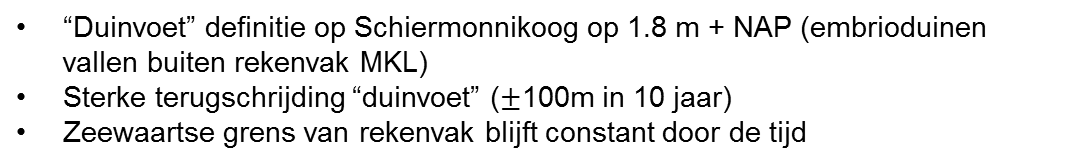 • “Duinvoet” definitie op Schiermonnikoog op 1.8 m + NAP (embrioduinen
vallen buiten rekenvak MKL)
• Sterke terugschrijding “duinvoet” (±100m in 10 jaar)
• Zeewaartse grens van rekenvak blijft constant door de tijd